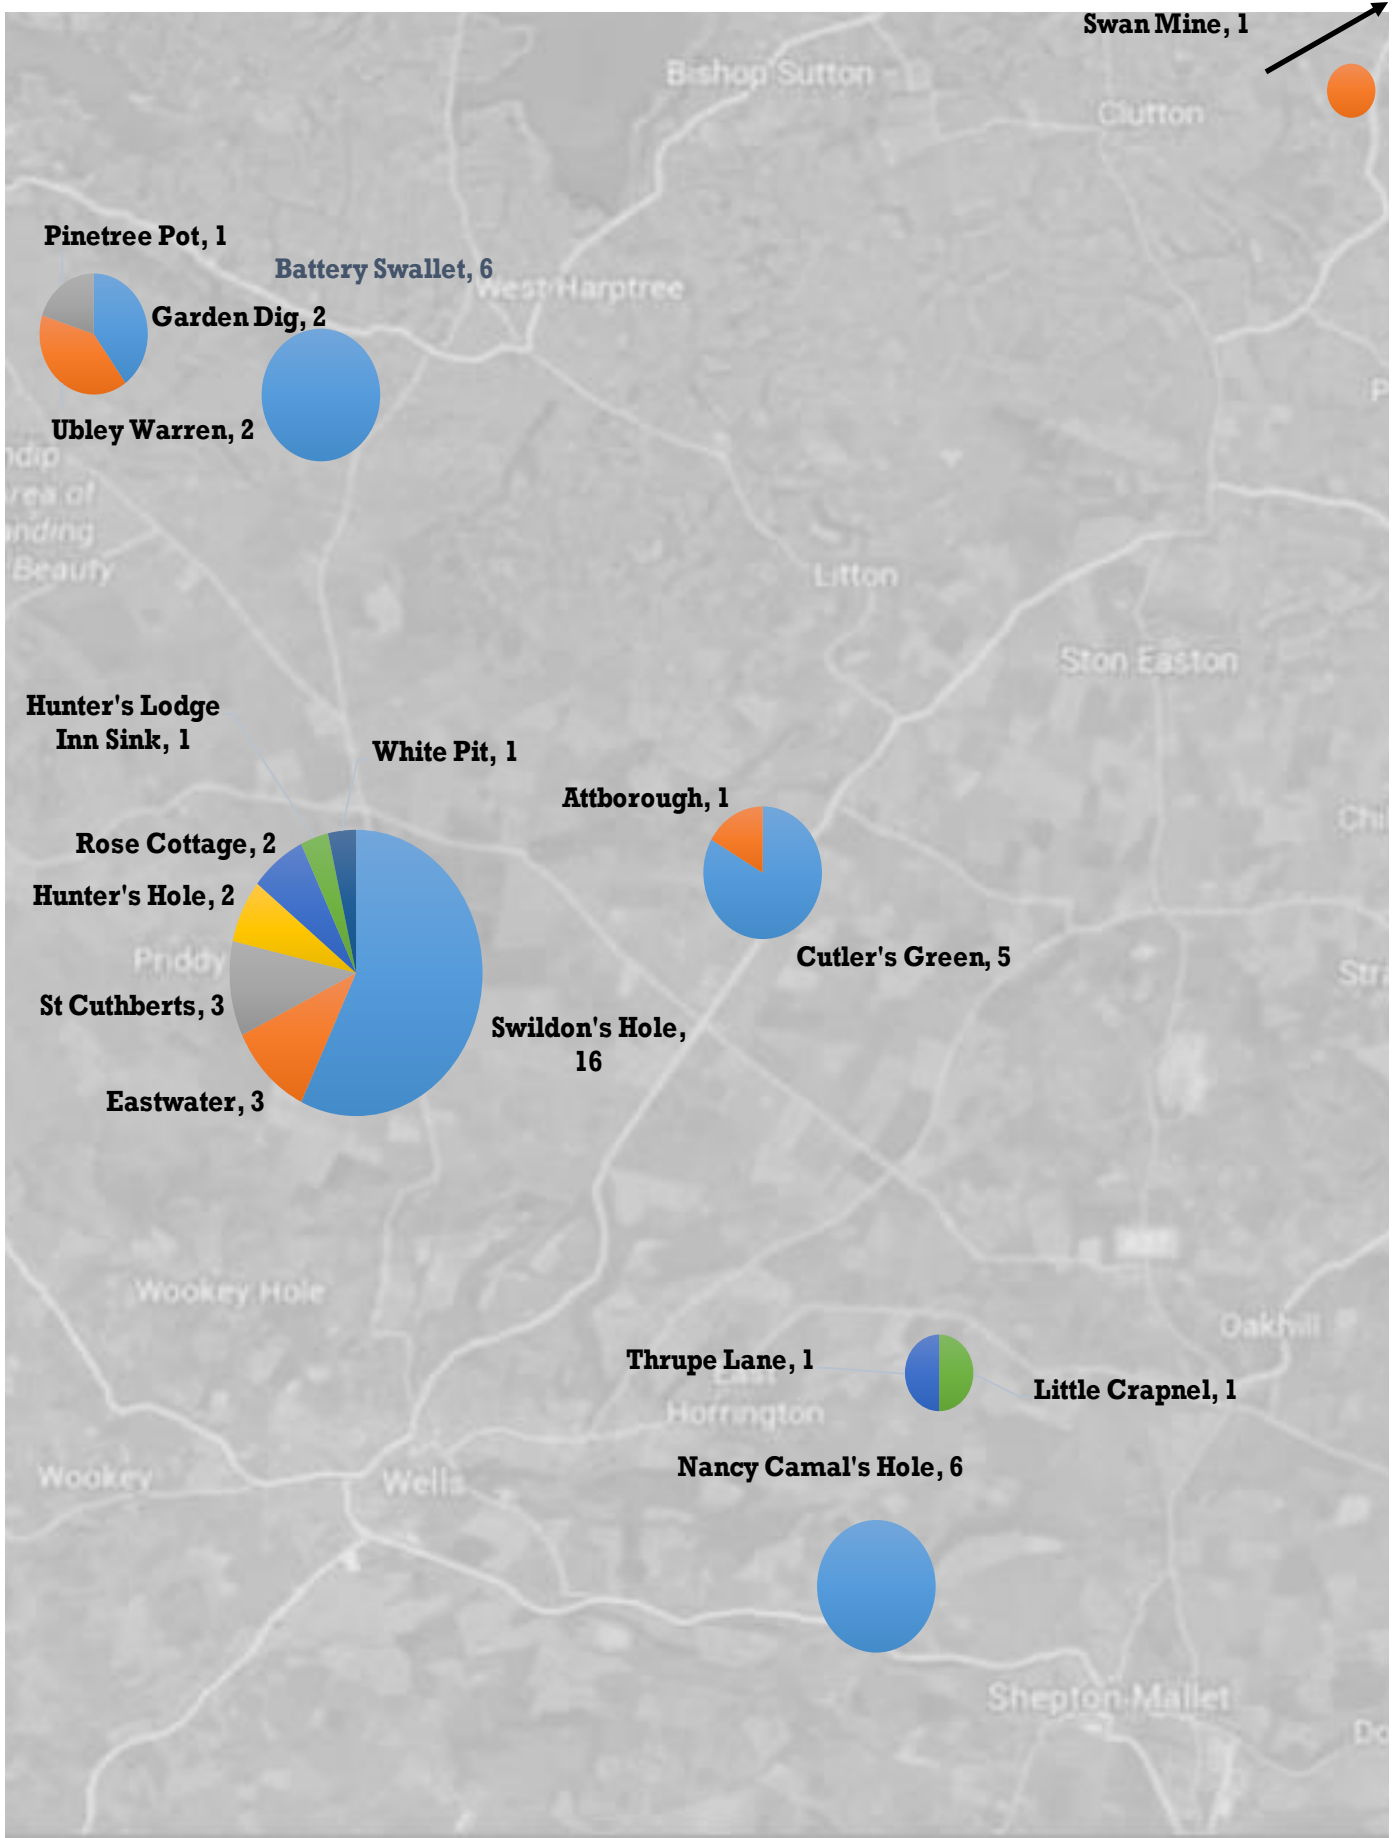 Swan Mine, 1
Bishop Sutton
Clutton
Pinetree Pot, 1
Battery Swallet, 6
West Harptree
Garden Dig, 2
Ubley Warren, 2
Beauty
Litton
Ston Easton
Hunter's Lodge
Inn Sink, 1
White Pit, 1
Attborough, 1
Rose Cottage, 2
Hunter's Hole, 2
Priddy
Cutler's Green, 5
St Cuthberts, 3
Swildon's Hole,
16
Eastwater, 3
Wookey Hole
Oakhill
Thrupe Lane, 1
Little Crapnel, 1
Horrington
Nancy Camal's Hole, 6
Wookey
Wells
Shepton Mallet